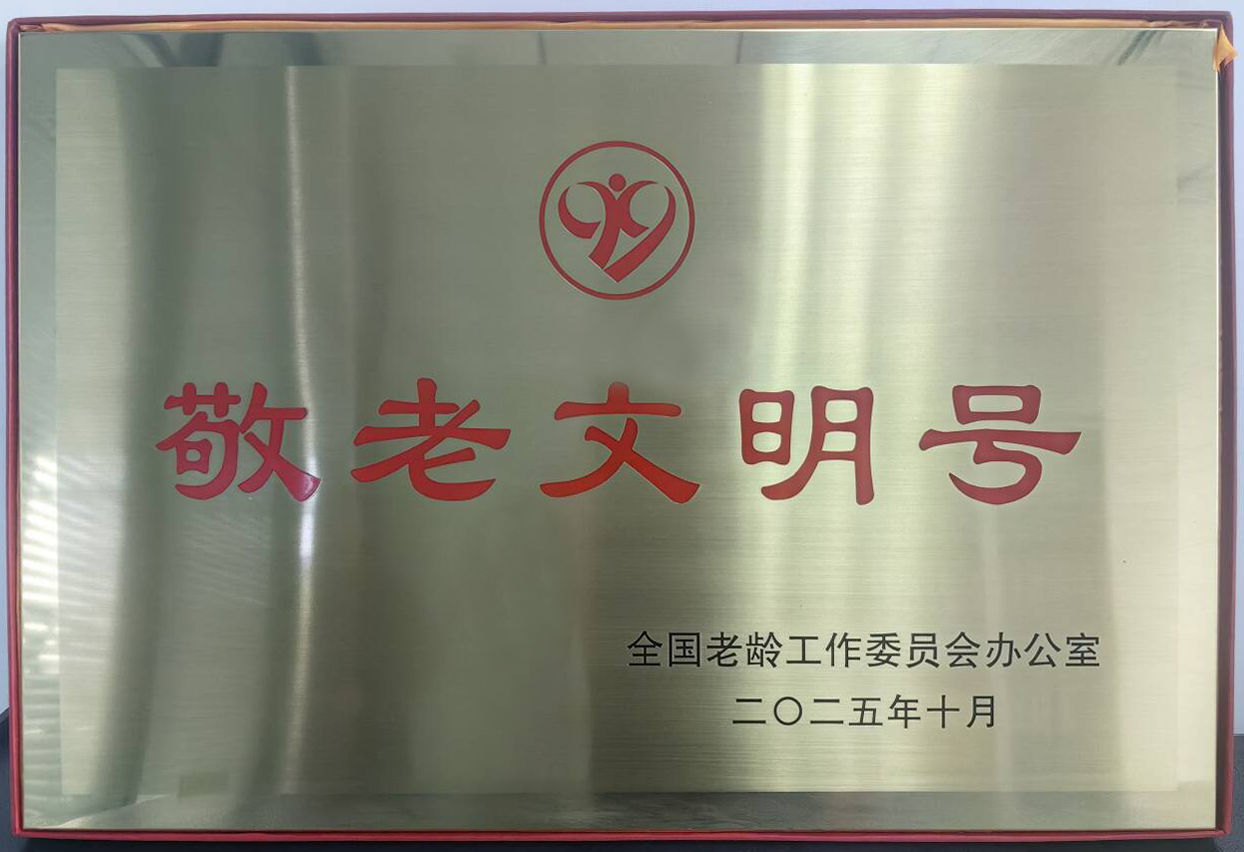 敬老文明号
全国老龄工作委员会办公室
二〇二五年十月